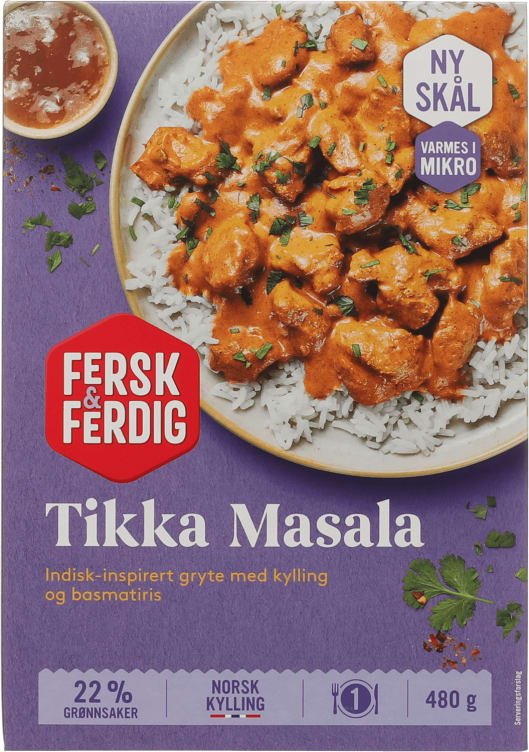 NY
SKÅL
VARMES I
MIKRO
FERSK
&
FERDIG
Tikka Masala
Indisk-inspirert gryte med kylling
og basmatiris
22 %
GRØNNSAKER
NORSK
KYLLING
1
480 g
Serveringsforslag